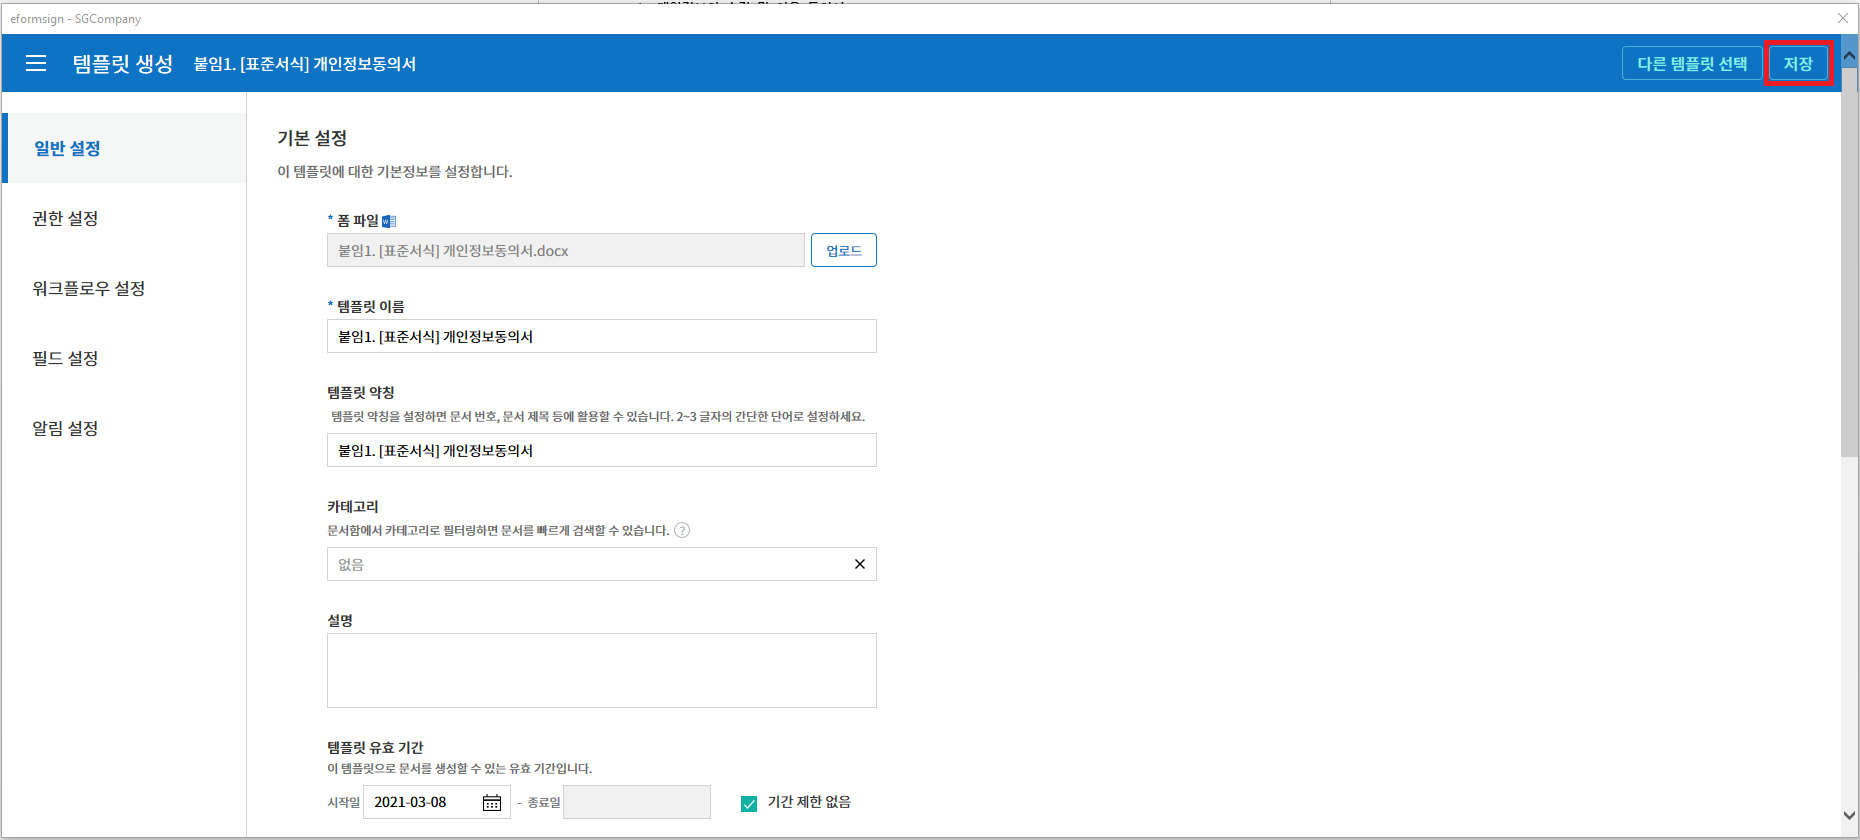 eformsign - SGCompany
템플릿 생성 붙임1. [표준서식] 개인정보동의서
다른 템플릿 선택
저장
일반 설정
권한 설정
워크플로우 설정
필드 설정
알림 설정
기본 설정
이 템플릿에 대한 기본정보를 설정합니다.
* 폼 파일
붙임1. [표준서식] 개인정보동의서.docx
업로드
* 템플릿 이름
붙임1. [표준서식] 개인정보동의서
템플릿 약칭
템플릿 약칭을 설정하면 문서 번호, 문서 제목 등에 활용할 수 있습니다. 2~3 글자의 간단한 단어로 설정하세요.
붙임1. [표준서식] 개인정보동의서
카테고리
문서함에서 카테고리로 필터링하면 문서를 빠르게 검색할 수 있습니다. ?
없음
설명
템플릿 유효 기간
이 템플릿으로 문서를 생성할 수 있는 유효 기간입니다.
시작일 2021-03-08 - 종료일 기간 제한 없음